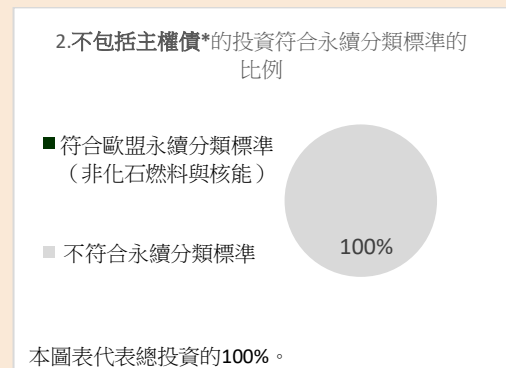 2.不包括主權債*的投資符合永續分類標準的
比例
符合歐盟永續分類標準
（非化石燃料與核能）
不符合永續分類標準
100%
本圖表代表總投資的100%。